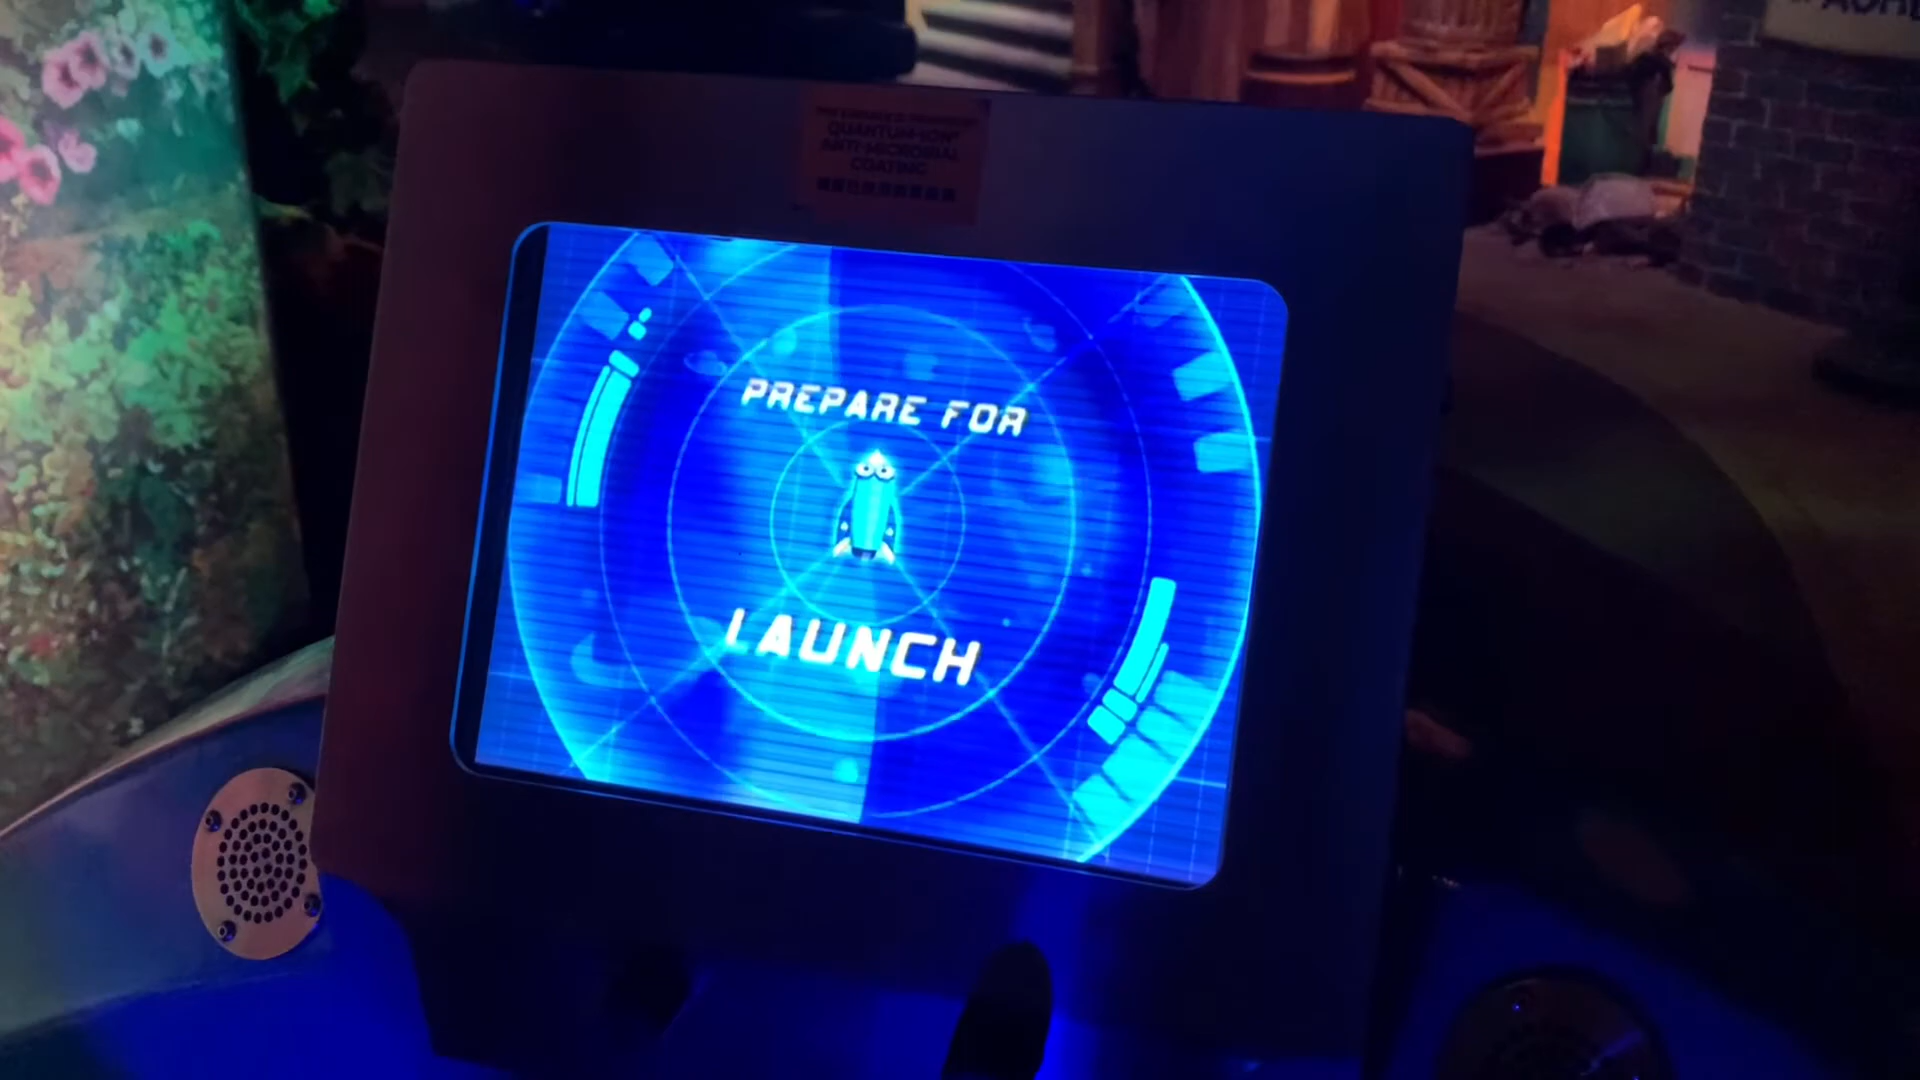 QUANTUM-ION
ANTI-MICROBIAL
COATING
PREPARE FOR
LAUNCH